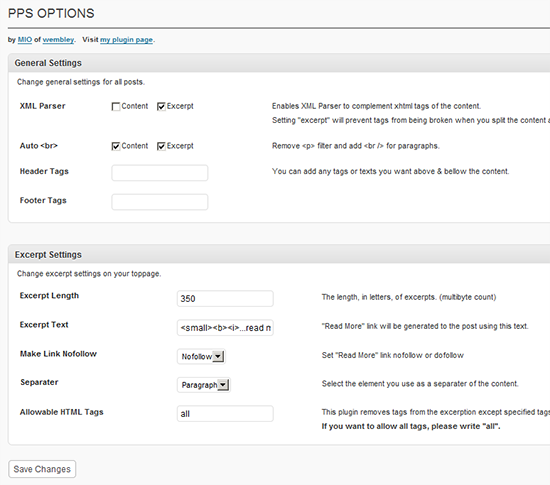 PPS OPTIONS
by MIO of wembley. Visit my plugin page.
General Settings
Change general settings for all posts.
XML Parser Content Excerpt Enables XML Parser to complement xhtml tags of the content.
Setting "excerpt" will prevent tags from being broken when you split the content a
Auto <br> Content Excerpt Remove <p> filter and add <br /> for paragraphs.
Header Tags You can add any tags or texts you want above & bellow the content.
Footer Tags
Excerpt Settings
Change excerpt settings on your toppage.
Excerpt Length 350 The length, in letters, of excerpts. (multibyte count)
Excerpt Text <small><b><i>...read m "Read More" link will be generated to the post using this text.
Make Link Nofollow Nofollow Set "Read More" link nofollow or dofollow
Separater Paragraph Select the element you use as a separater of the content.
Allowable HTML Tags all This plugin removes tags from the excerption except specified tags
If you want to allow all tags, please write "all".
Save Changes